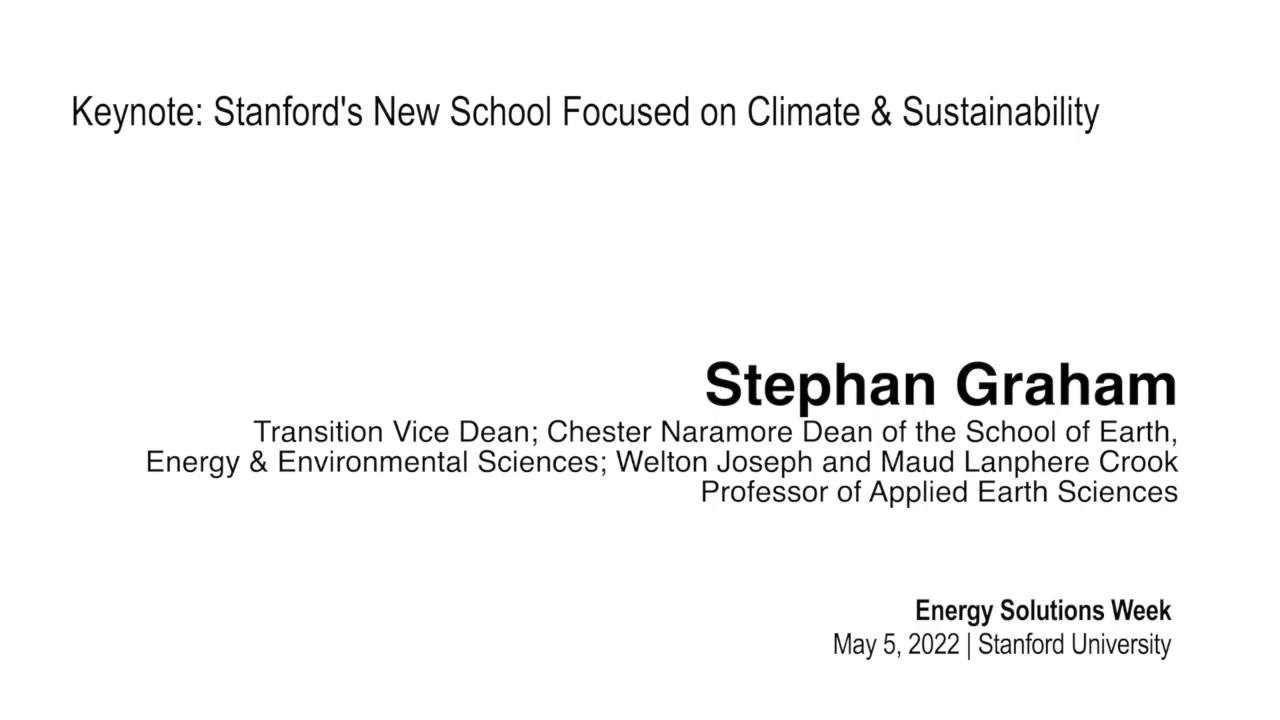 Keynote: Stanford's New School Focused on Climate & Sustainability
Stephan Graham
Transition Vice Dean; Chester Naramore Dean of the School of Earth,
Energy & Environmental Sciences; Welton Joseph and Maud Lanphere Crook
Professor of Applied Earth Sciences
Energy Solutions Week
May 5, 2022 | Stanford University